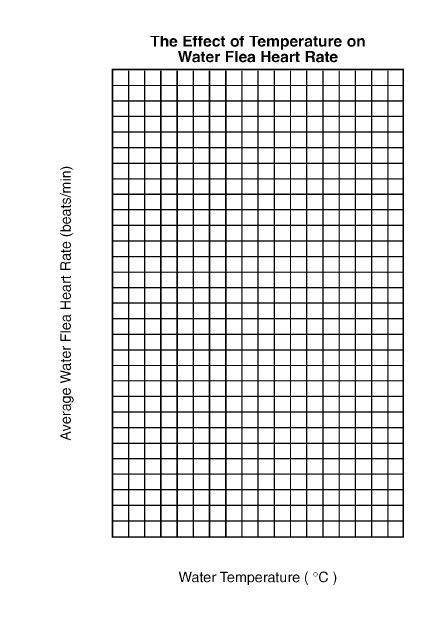 The Effect of Temperature on
Water Flea Heart Rate
Average Water Flea Heart Rate (beats/min)
Water Temperature ( °C )